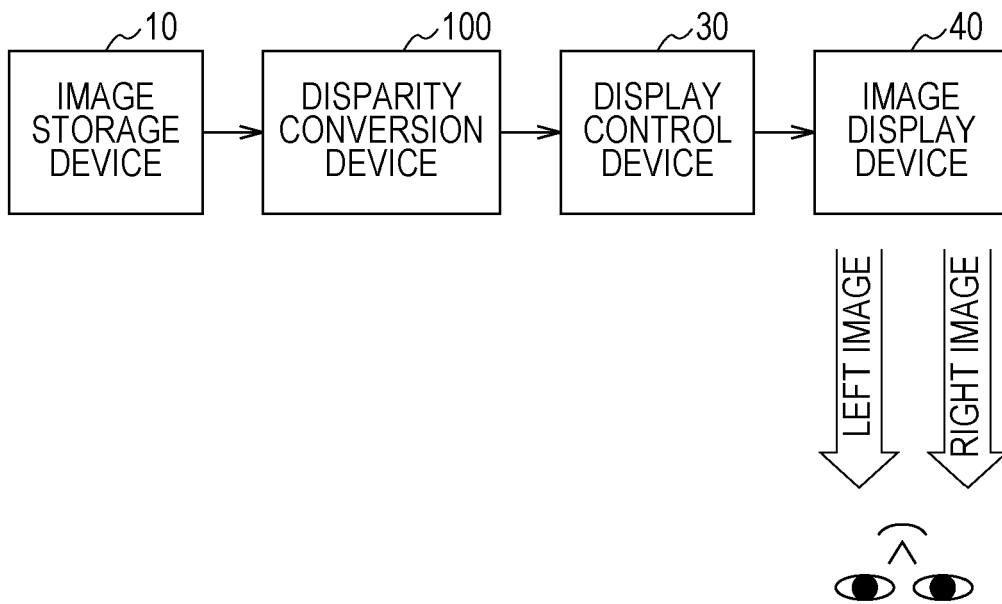 10
100
30
40
IMAGE
STORAGE
DEVICE
DISPARITY
CONVERSION
DEVICE
DISPLAY
CONTROL
DEVICE
IMAGE
DISPLAY
DEVICE
LEFT IMAGE
RIGHT IMAGE